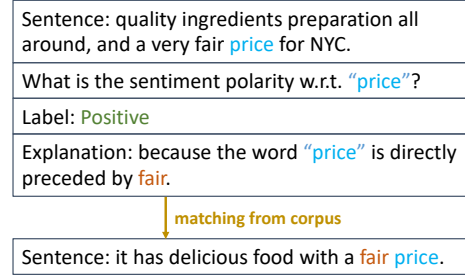 Sentence: quality ingredients preparation all
around, and a very fair price for NYC.
What is the sentiment polarity w.r.t. “price”?
Label: Positive
Explanation: because the word “price” is directly
preceded by fair.
matching from corpus
Sentence: it has delicious food with a fair price.